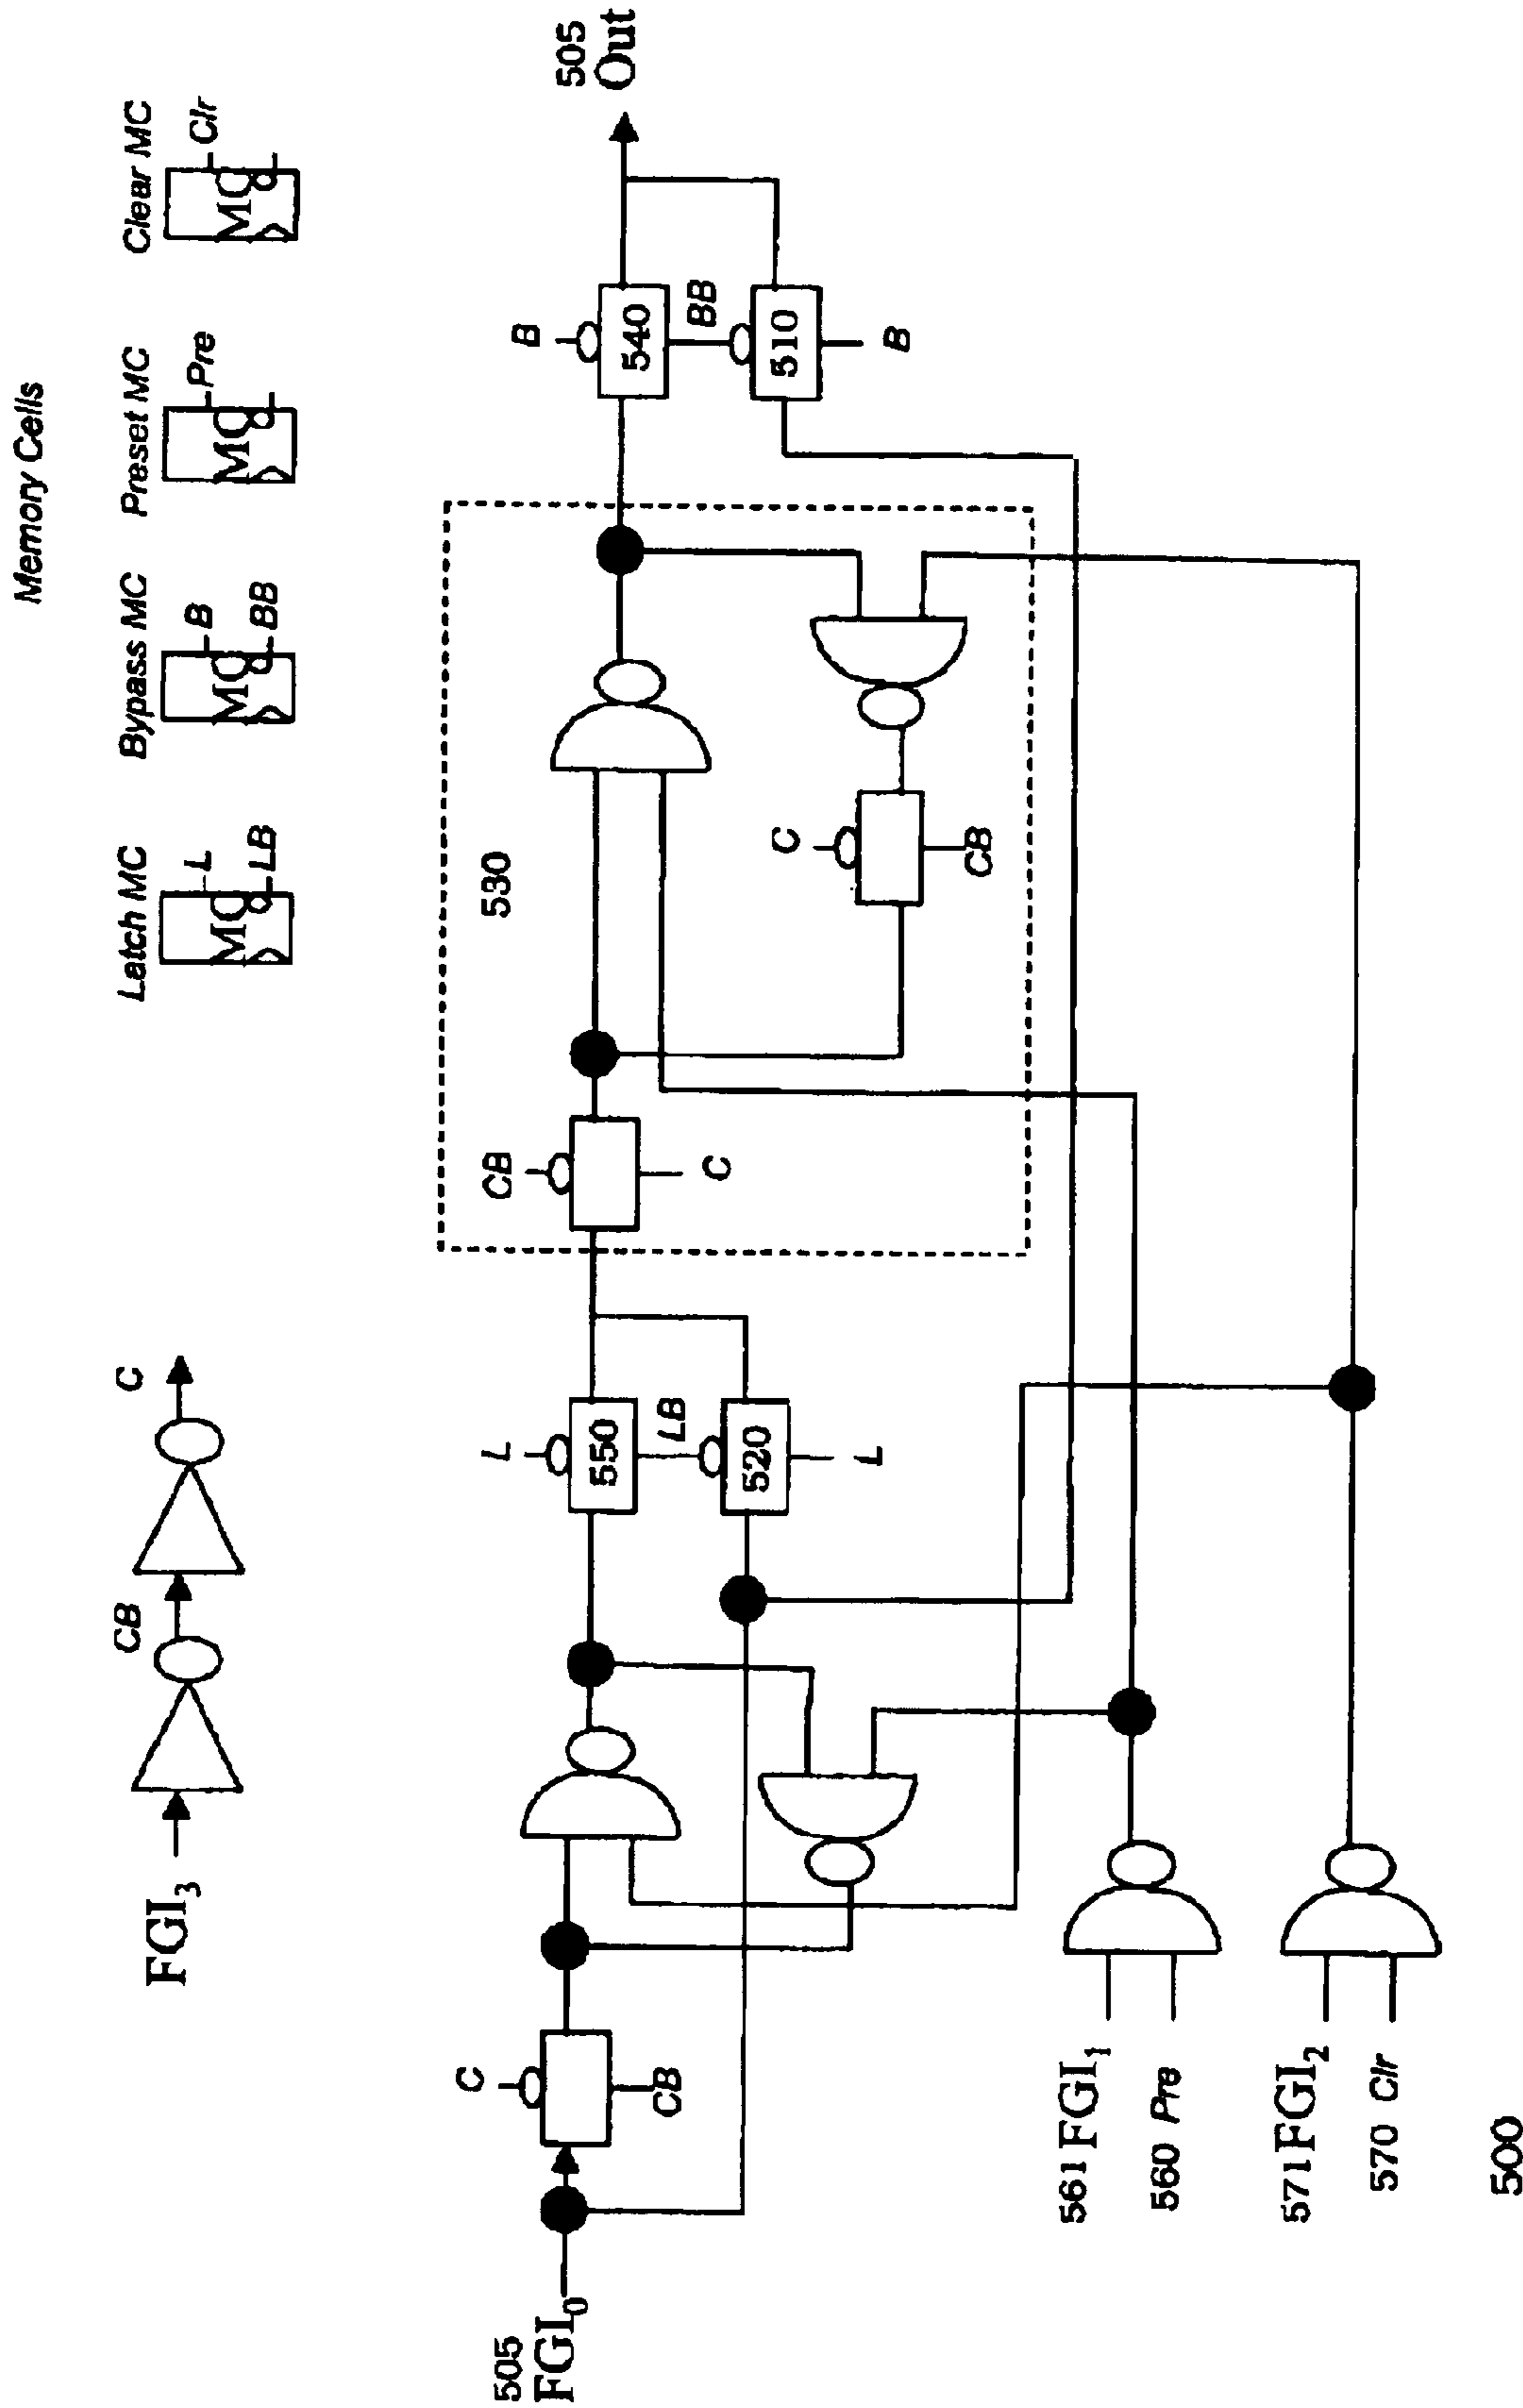 Memory Cells
Latch MC
Bypass MC
Preset MC
Clear MC
MC
L
LB
MC
B
BB
MC
Pre
MC
Clr
FGI3
CB
C
505
FGI0
C
CB
L
550
LB
520
L
CB
C
530
C
CB
B
540
BB
510
B
505
Out
561 FGI1
560 Pre
571 FGI2
570 Clr
500